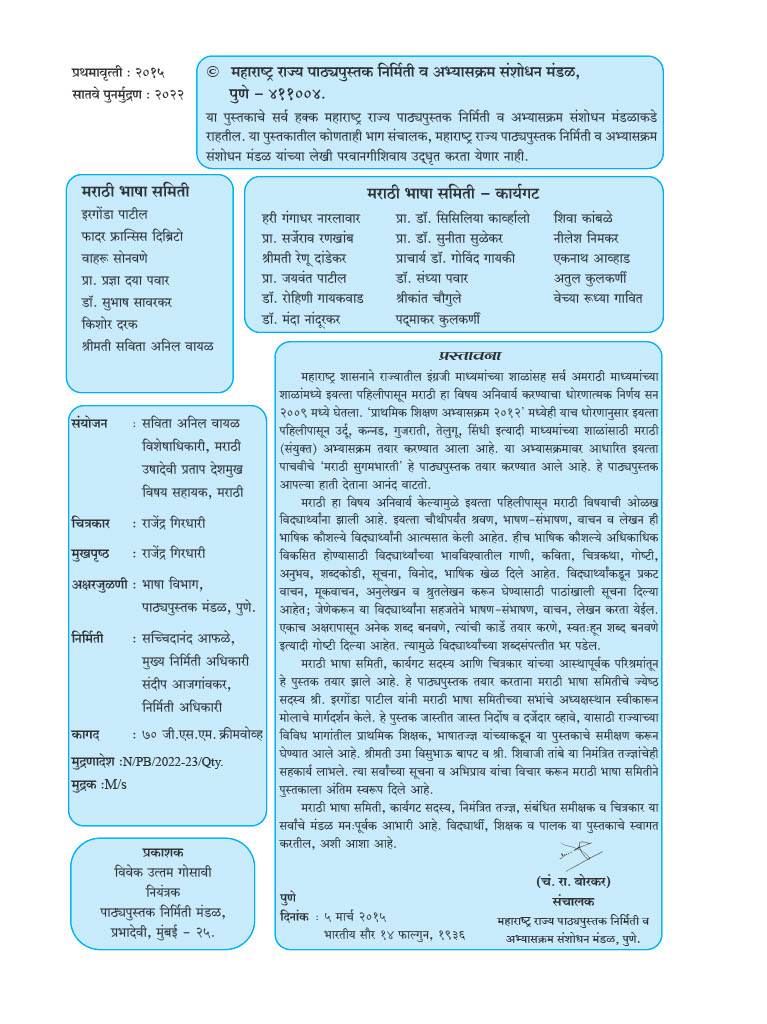 प्रथमावृत्ती : २०१५
सातवे पुनर्मुद्रण : २०२२
© महाराष्ट्र राज्य पाठ्यपुस्तक निर्मिती व अभ्यासक्रम संशोधन मंडळ,
पुणे – ४११००४.
या पुस्तकाचे सर्व हक्क महाराष्ट्र राज्य पाठ्यपुस्तक निर्मिती व अभ्यासक्रम संशोधन मंडळाकडे
राहतील. या पुस्तकातील कोणताही भाग संचालक, महाराष्ट्र राज्य पाठ्यपुस्तक निर्मिती व अभ्यासक्रम
संशोधन मंडळ यांच्या लेखी परवानगीशिवाय उद्धृत करता येणार नाही.
मराठी भाषा समिती
इरगोंडा पाटील
फादर फ्रान्सिस दिब्रिटो
वाहरू सोनवणे
प्रा. प्रज्ञा दया पवार
डॉ. सुभाष सावरकर
किशोर दरक
श्रीमती सविता अनिल वायळ
मराठी भाषा समिती – कार्यगट
हरी गंगाधर नारलावार प्रा. डॉ. सिसिलिया कार्व्हालो शिवा कांबळे
प्रा. सर्जेराव रणखांब प्रा. डॉ. सुनीता सुळेकर नीलेश निमकर
श्रीमती रेणू दांडेकर प्राचार्य डॉ. गोविंद गायकी एकनाथ आव्हाड
प्रा. जयवंत पाटील डॉ. संध्या पवार अतुल कुलकर्णी
डॉ. रोहिणी गायकवाड श्रीकांत चौगुले वेच्या रूध्या गावित
डॉ. मंदा नांदूरकर पद्माकर कुलकर्णी
संयोजन : सविता अनिल वायळ
विशेषाधिकारी, मराठी
उषादेवी प्रताप देशमुख
विषय सहायक, मराठी
चित्रकार : राजेंद्र गिरधारी
मुखपृष्ठ : राजेंद्र गिरधारी
अक्षरजुळणी : भाषा विभाग,
पाठ्यपुस्तक मंडळ, पुणे.
निर्मिती : सच्चिदानंद आफळे,
मुख्य निर्मिती अधिकारी
संदीप आजगांवकर,
निर्मिती अधिकारी
कागद : ७० जी.एस.एम. क्रीमवोव्ह
मुद्रणादेश :N/PB/2022-23/Qty.
मुद्रक :M/s
प्रकाशक
विवेक उत्तम गोसावी
नियंत्रक
पाठ्यपुस्तक निर्मिती मंडळ,
प्रभादेवी, मुंबई – २५.
प्रस्तावना
महाराष्ट्र शासनाने राज्यातील इंग्रजी माध्यमांच्या शाळांसह सर्व अमराठी माध्यमांच्या
शाळांमध्ये इयत्ता पहिलीपासून मराठी हा विषय अनिवार्य करण्याचा धोरणात्मक निर्णय सन
२००९ मध्ये घेतला. ‘प्राथमिक शिक्षण अभ्यासक्रम २०१२’ मध्येही याच धोरणानुसार इयत्ता
पहिलीपासून उर्दू, कन्नड, गुजराती, तेलुगू, सिंधी इत्यादी माध्यमांच्या शाळांसाठी मराठी
(संयुक्त) अभ्यासक्रम तयार करण्यात आला आहे. या अभ्यासक्रमावर आधारित इयत्ता
पाचवीचे ‘मराठी सुगमभारती’ हे पाठ्यपुस्तक तयार करण्यात आले आहे. हे पाठ्यपुस्तक
आपल्या हाती देताना आनंद वाटतो.
मराठी हा विषय अनिवार्य केल्यामुळे इयत्ता पहिलीपासून मराठी विषयाची ओळख
विद्यार्थ्यांना झाली आहे. इयत्ता चौथीपर्यंत श्रवण, भाषण-संभाषण, वाचन व लेखन ही
भाषिक कौशल्ये विद्यार्थ्यांनी आत्मसात केली आहेत. हीच भाषिक कौशल्ये अधिकाधिक
विकसित होण्यासाठी विद्यार्थ्यांच्या भावविश्वातील गाणी, कविता, चित्रकथा, गोष्टी,
अनुभव, शब्दकोडी, सूचना, विनोद, भाषिक खेळ दिले आहेत. विद्यार्थ्यांकडून प्रकट
वाचन, मूकवाचन, अनुलेखन व श्रुतलेखन करून घेण्यासाठी पाठांखाली सूचना दिल्या
आहेत; जेणेकरून या विद्यार्थ्यांना सहजतेने भाषण-संभाषण, वाचन, लेखन करता येईल.
एकाच अक्षरापासून अनेक शब्द बनवणे, त्यांची कार्डे तयार करणे, स्वतःहून शब्द बनवणे
इत्यादी गोष्टी दिल्या आहेत. त्यामुळे विद्यार्थ्यांच्या शब्दसंपत्तीत भर पडेल.
मराठी भाषा समिती, कार्यगट सदस्य आणि चित्रकार यांच्या आस्थापूर्वक परिश्रमांतून
हे पुस्तक तयार झाले आहे. हे पाठ्यपुस्तक तयार करताना मराठी भाषा समितीचे ज्येष्ठ
सदस्य श्री. इरगोंडा पाटील यांनी मराठी भाषा समितीच्या सभांचे अध्यक्षस्थान स्वीकारून
मोलाचे मार्गदर्शन केले. हे पुस्तक जास्तीत जास्त निर्दोष व दर्जेदार व्हावे, यासाठी राज्याच्या
विविध भागांतील प्राथमिक शिक्षक, भाषातज्ज्ञ यांच्याकडून या पुस्तकाचे समीक्षण करून
घेण्यात आले आहे. श्रीमती उमा विसुभाऊ बापट व श्री. शिवाजी तांबे या निमंत्रित तज्ज्ञांचेही
सहकार्य लाभले. त्या सर्वांच्या सूचना व अभिप्राय यांचा विचार करून मराठी भाषा समितीने
पुस्तकाला अंतिम स्वरूप दिले आहे.
मराठी भाषा समिती, कार्यगट सदस्य, निमंत्रित तज्ज्ञ, संबंधित समीक्षक व चित्रकार या
सर्वांचे मंडळ मनःपूर्वक आभारी आहे. विद्यार्थी, शिक्षक व पालक या पुस्तकाचे स्वागत
करतील, अशी आशा आहे.
(चं. रा. बोरकर)
पुणे
संचालक
दिनांक : ५ मार्च २०१५
महाराष्ट्र राज्य पाठ्यपुस्तक निर्मिती व
भारतीय सौर १४ फाल्गुन, १९३६
अभ्यासक्रम संशोधन मंडळ, पुणे.